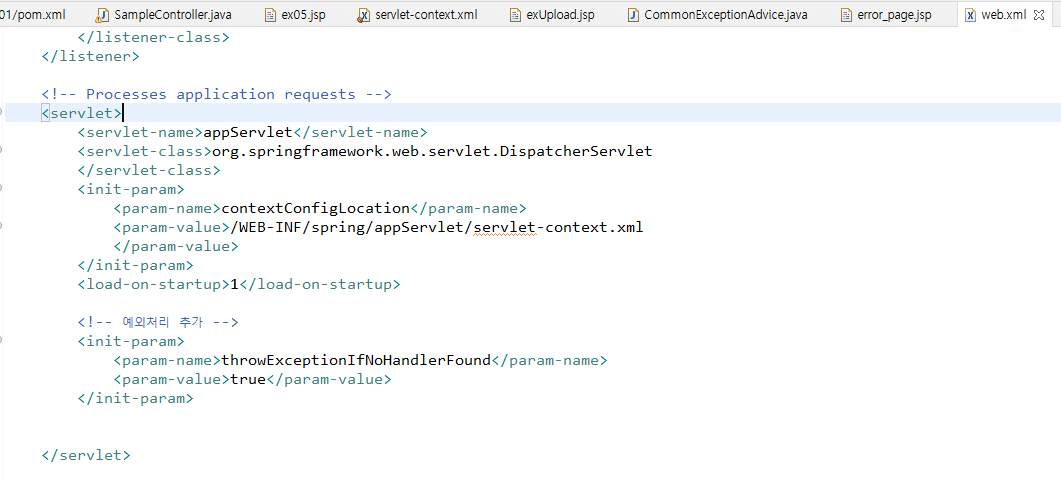 01/pom.xml SampleController.java ex05.jsp servlet-context.xml exUpload.jsp CommonExceptionAdvice.java error_page.jsp web.xml
</listener-class>
</listener>
<!-- Processes application requests -->
<servlet>
<servlet-name>appServlet</servlet-name>
<servlet-class>org.springframework.web.servlet.DispatcherServlet
</servlet-class>
<init-param>
<param-name>contextConfigLocation</param-name>
<param-value>/WEB-INF/spring/appServlet/servlet-context.xml
</param-value>
</init-param>
<load-on-startup>1</load-on-startup>
<!-- 예외처리 추가 -->
<init-param>
<param-name>throwExceptionIfNoHandlerFound</param-name>
<param-value>true</param-value>
</init-param>
</servlet>